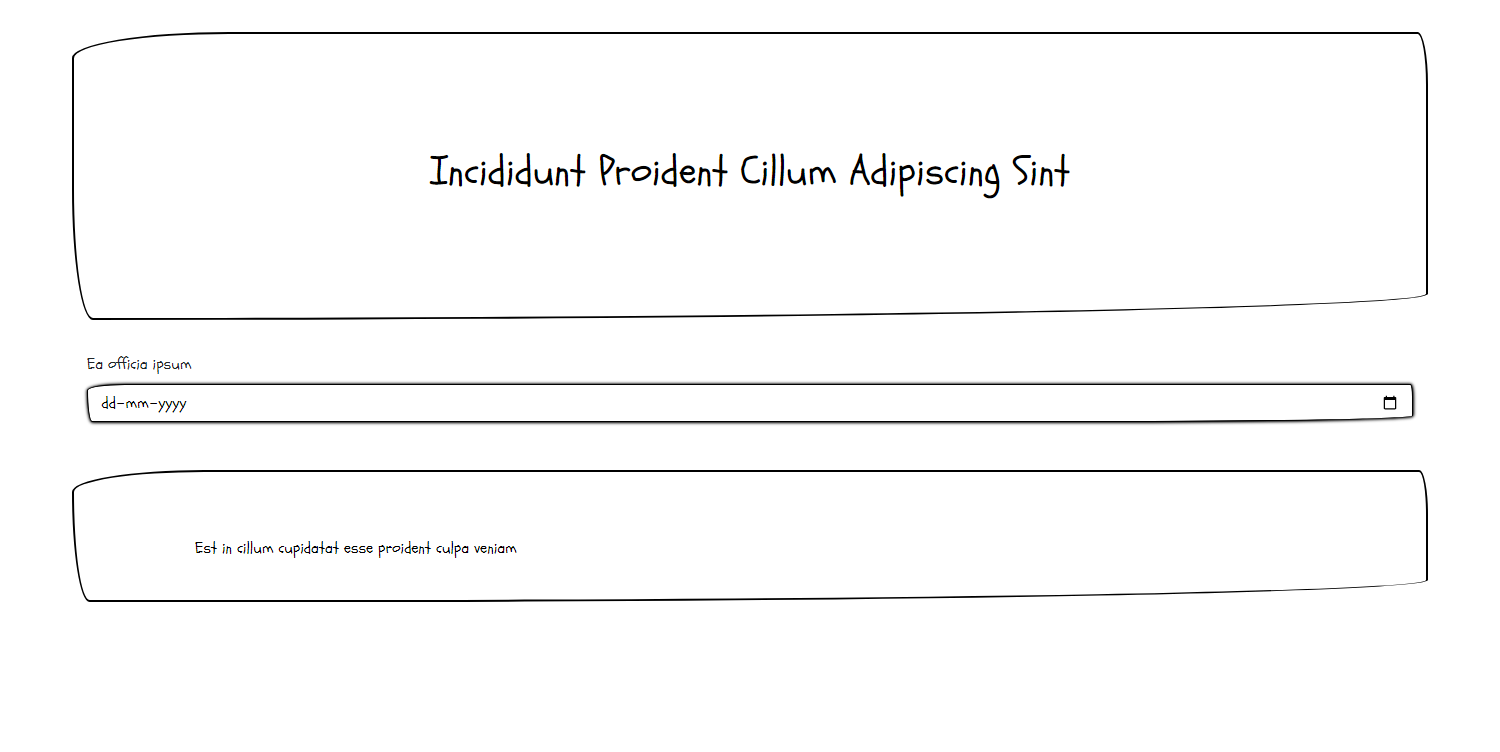 Incididunt Proident Cillum Adipiscing Sint
Ea officia ipsum
dd-mm-yyyy
Est in cillum cupidatat esse proident culpa veniam